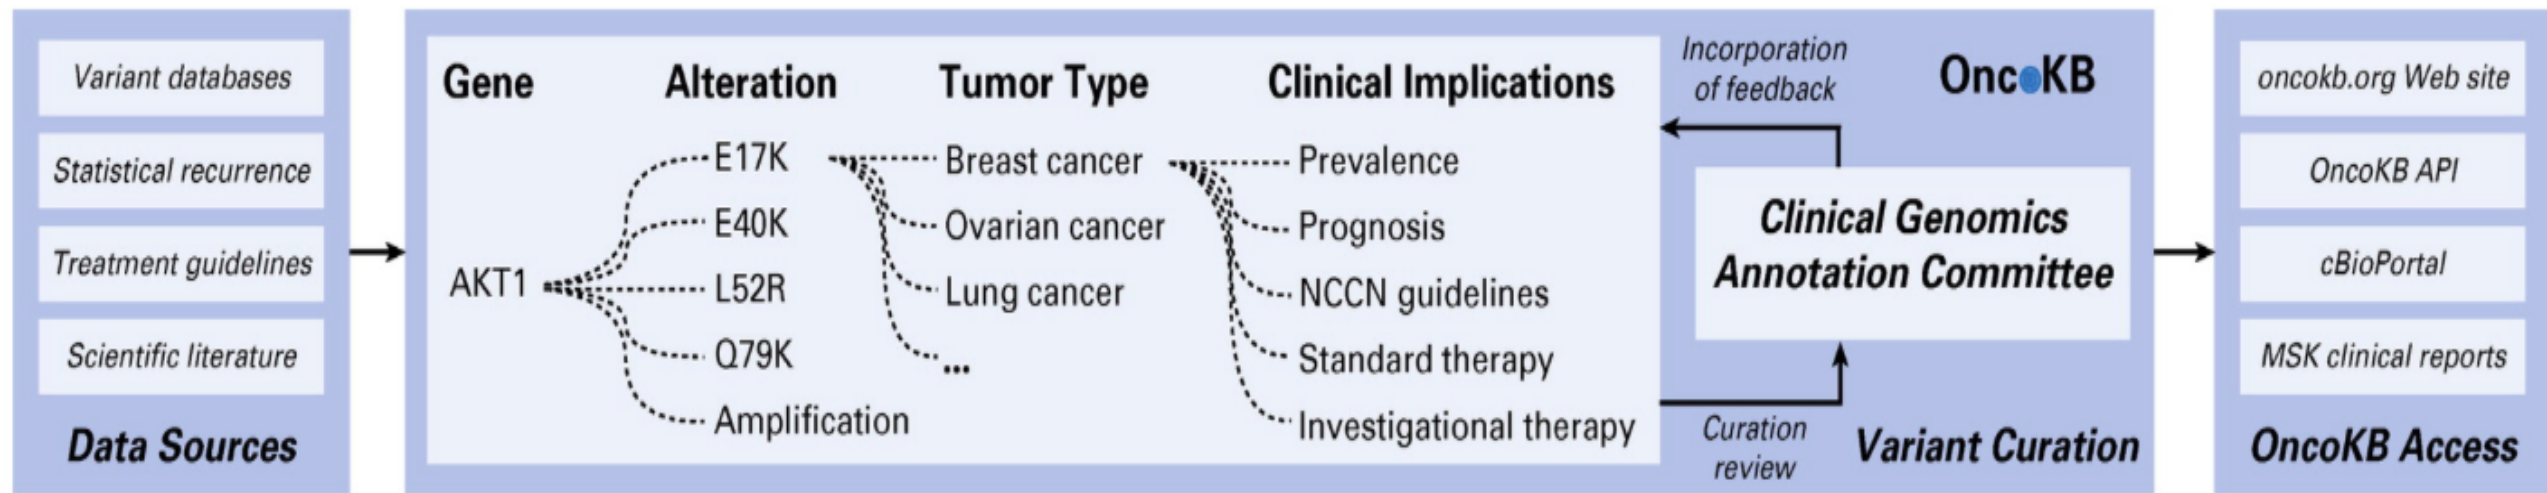 Variant databases
Statistical recurrence
Treatment guidelines
Scientific literature
Data Sources
Gene
Alteration
Tumor Type
Clinical Implications
AKT1
E17K
E40K
L52R
Q79K
Amplification
Breast cancer
Ovarian cancer
Lung cancer
...
Prevalence
Prognosis
NCCN guidelines
Standard therapy
Investigational therapy
Incorporation
of feedback
OncoKB
Clinical Genomics
Annotation Committee
Curation
review
Variant Curation
oncokb.org Web site
OncoKB API
cBioPortal
MSK clinical reports
OncoKB Access